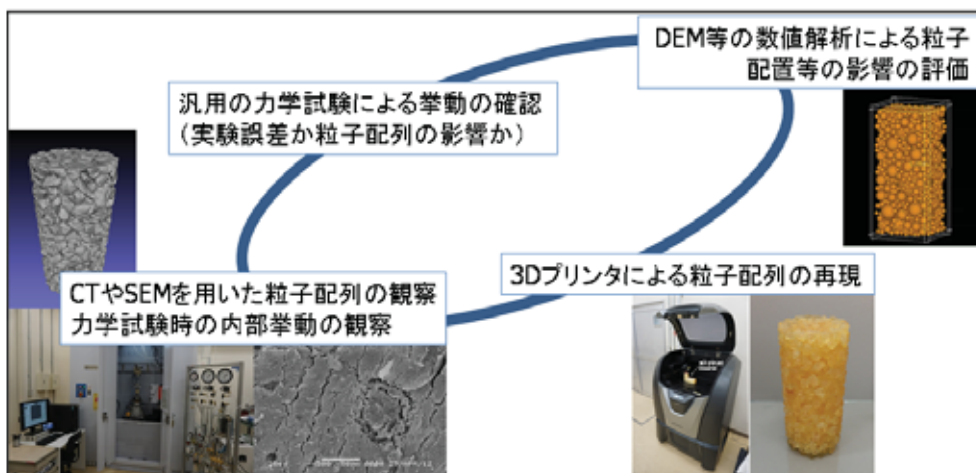 DEM等の数値解析による粒子
配置等の影響の評価
汎用の力学試験による挙動の確認
(実験誤差か粒子配列の影響か)
3Dプリンタによる粒子配列の再現
CTやSEMを用いた粒子配列の観察
力学試験時の内部挙動の観察